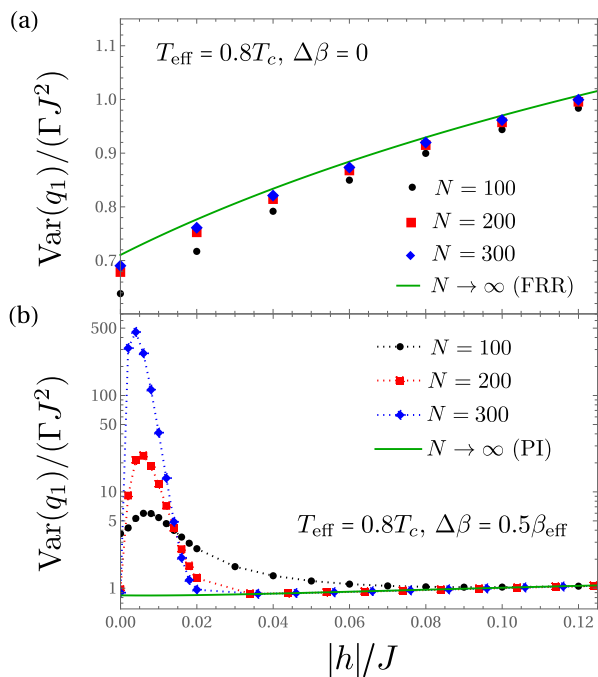 (a)
T_eff = 0.8T_c, Δβ = 0
Var(q_1)/(ΓJ^2)
1.1
1.0
0.9
0.8
0.7
0.6
N = 100
N = 200
N = 300
N → ∞ (FRR)
(b)
Var(q_1)/(ΓJ^2)
500
100
50
10
5
1
N = 100
N = 200
N = 300
N → ∞ (PI)
T_eff = 0.8T_c, Δβ = 0.5β_eff
0.00 0.02 0.04 0.06 0.08 0.10 0.12
|h|/J